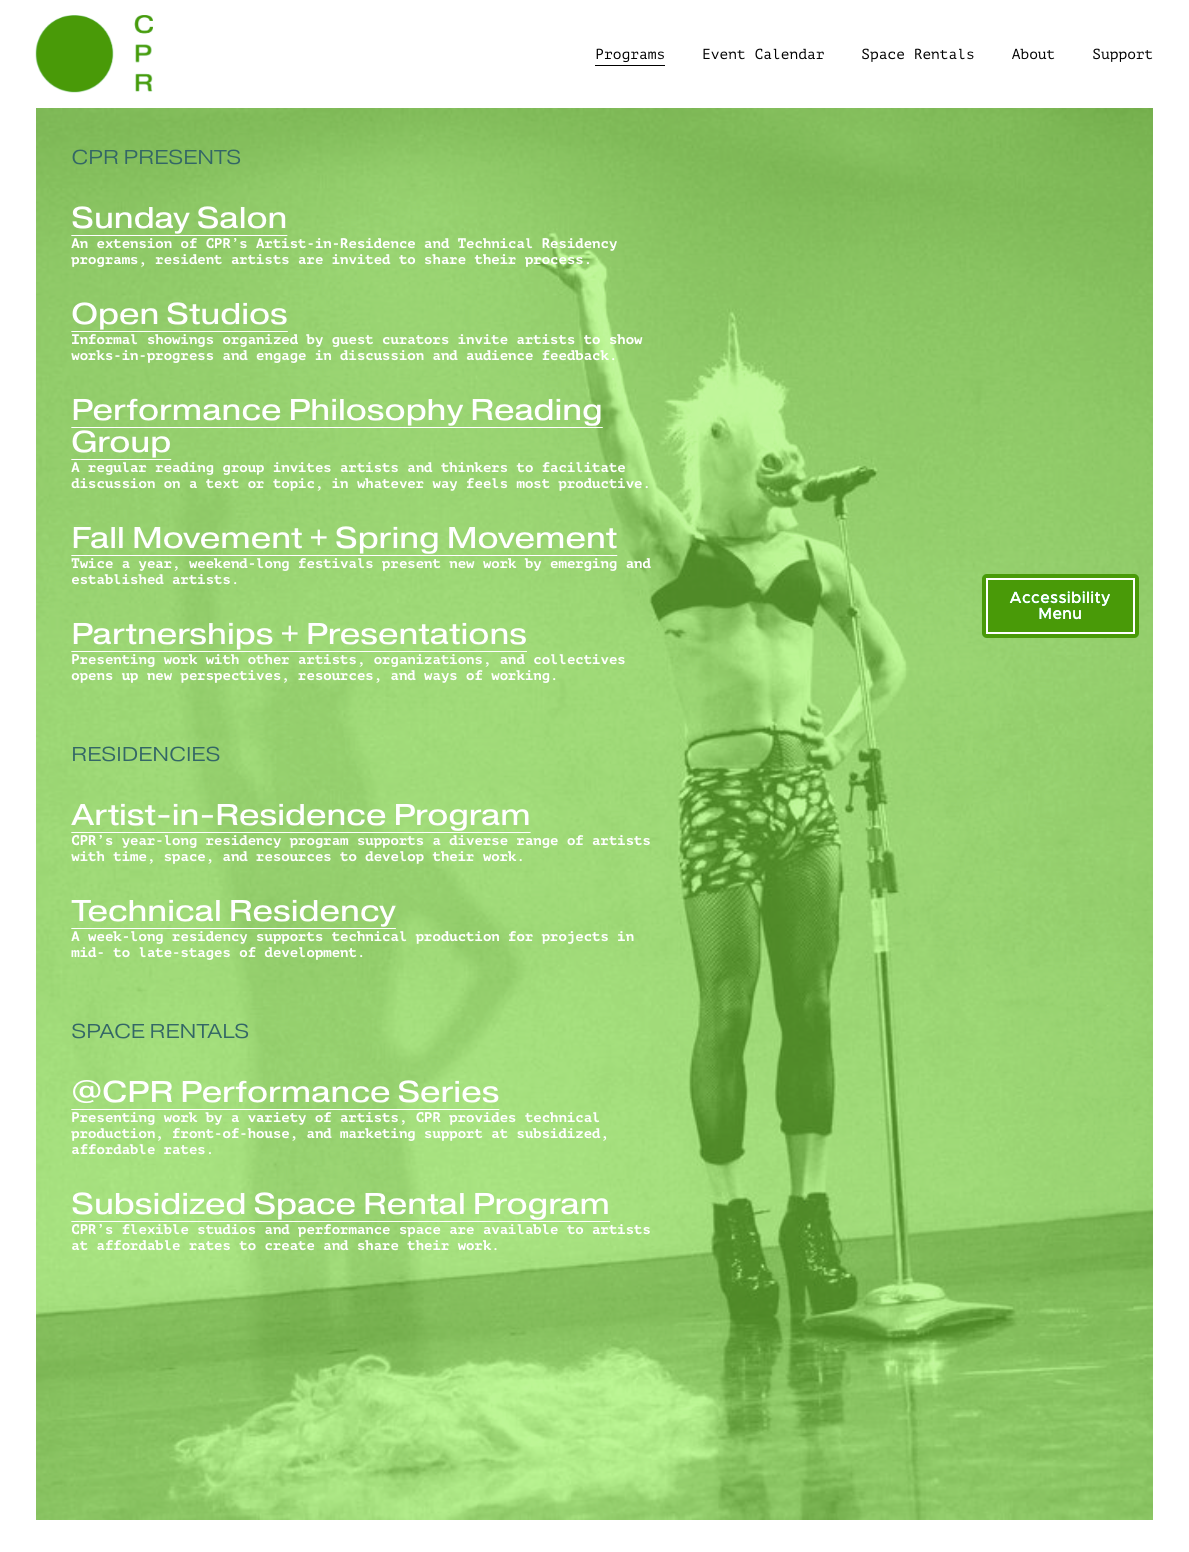 C
P
R
Programs
Event Calendar
Space Rentals
About
Support
CPR PRESENTS
Sunday Salon
An extension of CPR's Artist-in-Residence and Technical Residency
programs, resident artists are invited to share their process.
Open Studios
Informal showings organized by guest curators invite artists to show
works-in-progress and engage in discussion and audience feedback.
Performance Philosophy Reading
Group
A regular reading group invites artists and thinkers to facilitate
discussion on a text or topic, in whatever way feels most productive.
Fall Movement + Spring Movement
Twice a year, weekend-long festivals present new work by emerging and
established artists.
Partnerships + Presentations
Presenting work with other artists, organizations, and collectives
opens up new perspectives, resources, and ways of working.
Accessibility
Menu
RESIDENCIES
Artist-in-Residence Program
CPR's year-long residency program supports a diverse range of artists
with time, space, and resources to develop their work.
Technical Residency
A week-long residency supports technical production for projects in
mid- to late-stages of development.
SPACE RENTALS
@CPR Performance Series
Presenting work by a variety of artists, CPR provides technical
production, front-of-house, and marketing support at subsidized,
affordable rates.
Subsidized Space Rental Program
CPR's flexible studios and performance space are available to artists
at affordable rates to create and share their work.